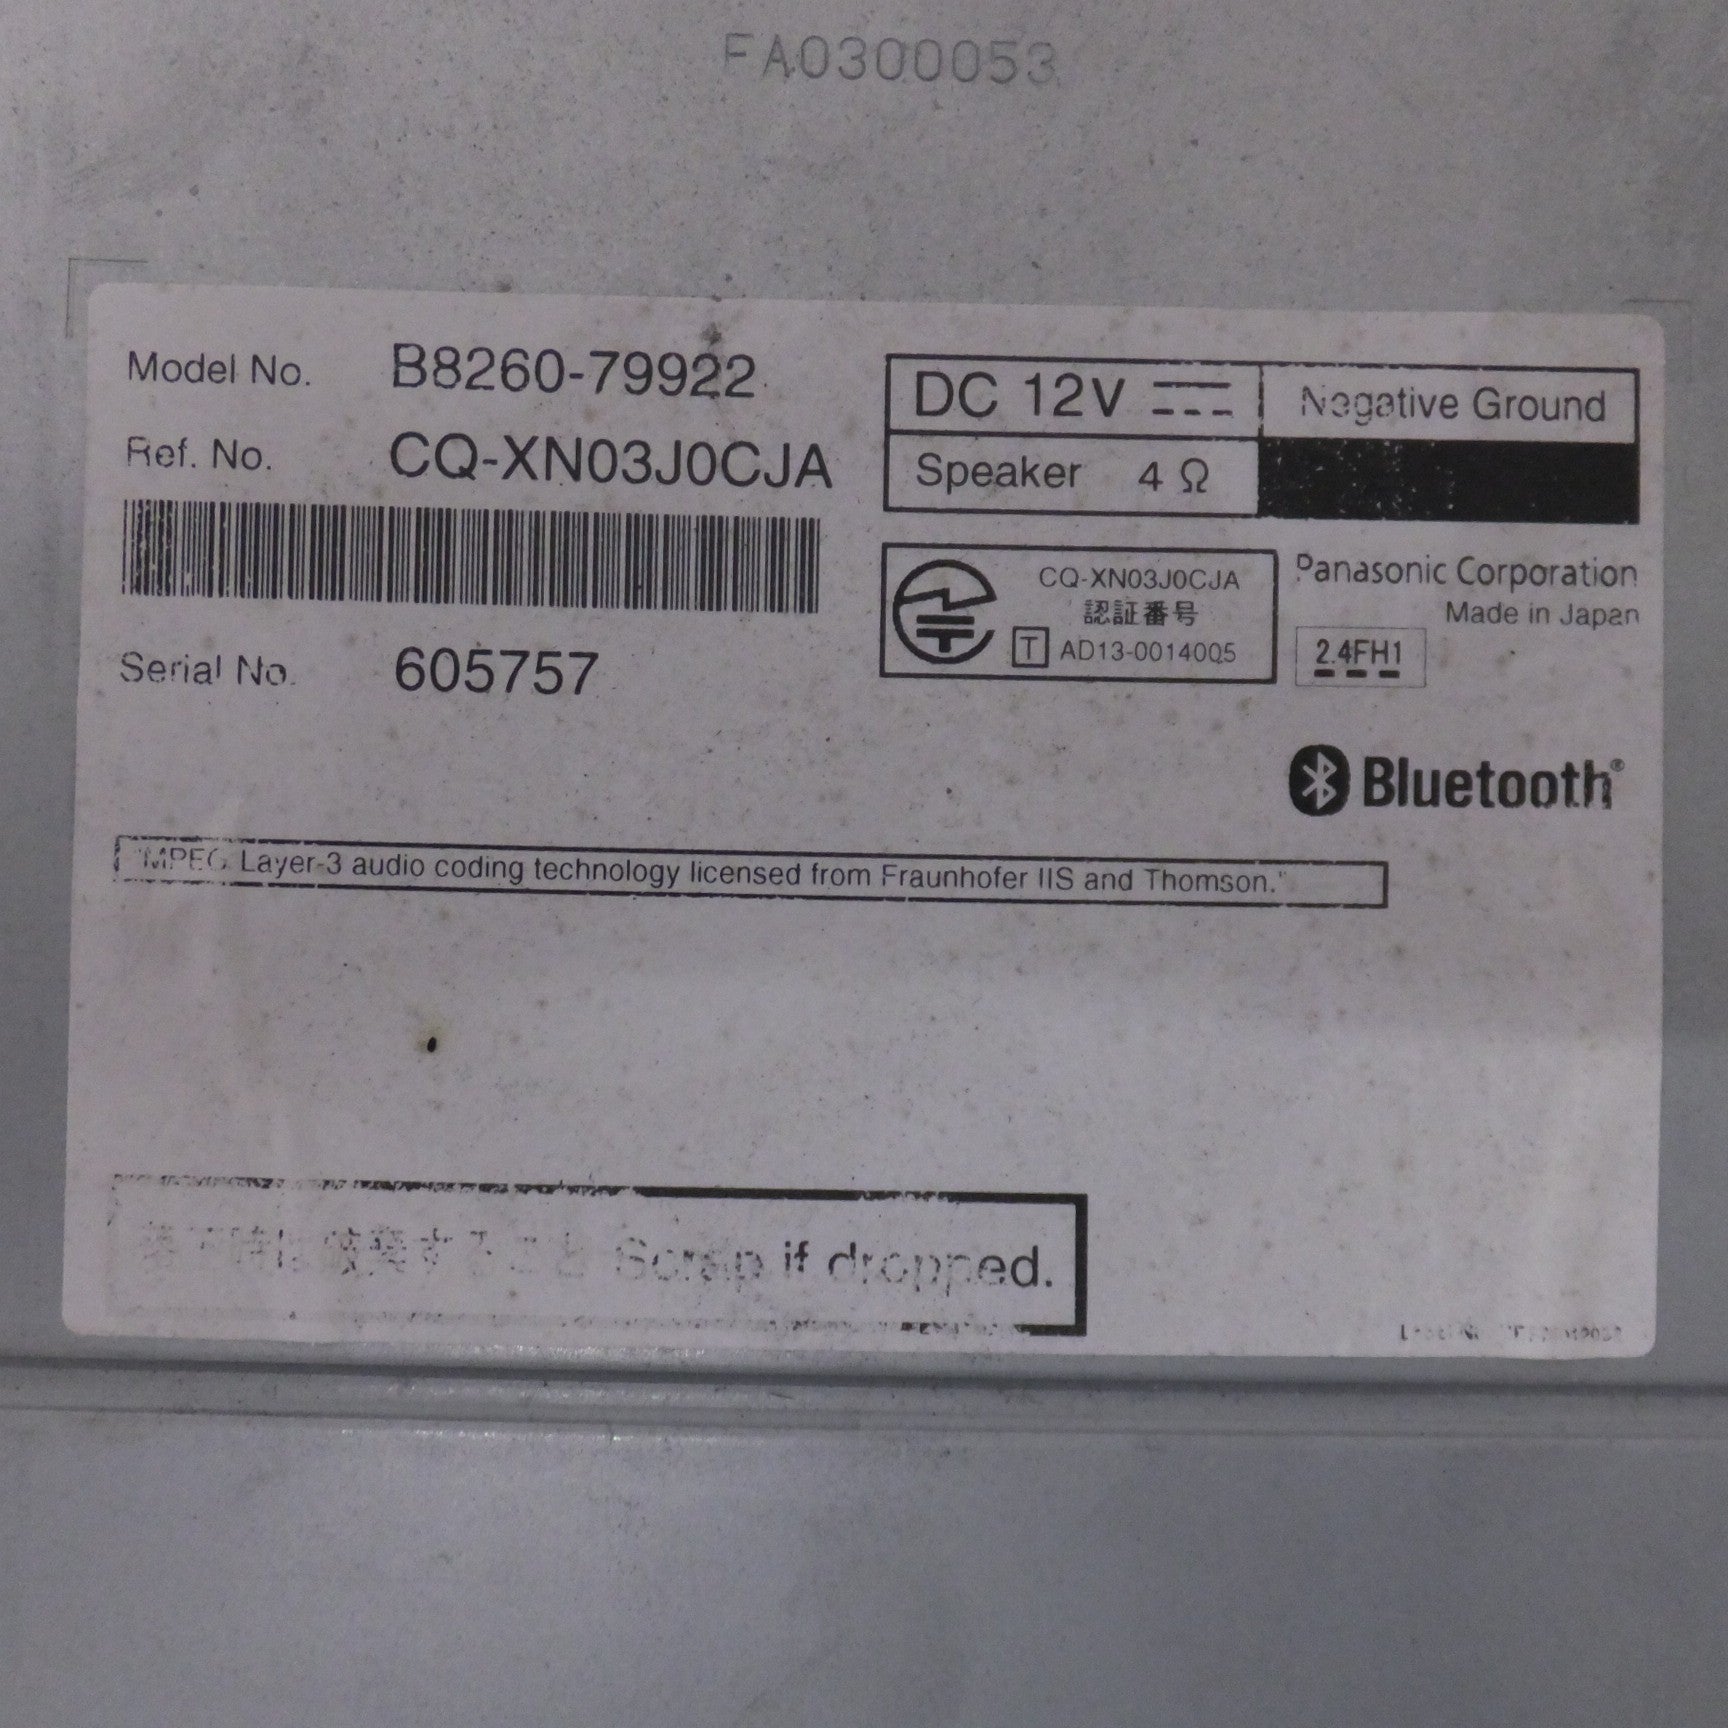 FA0300053
Model No. B8260-79922
DC 12V
Negative Ground
Ref. No. CQ-XN03J0CJA
Speaker 4 Ω
CQ-XN03J0CJA
認証番号
T AD13-0014005
Panasonic Corporation
Made in Japan
2.4FH1
Serial No. 605757
Bluetooth®
"MPEG Layer-3 audio coding technology licensed from Fraunhofer IIS and Thomson."
Scrap if dropped.